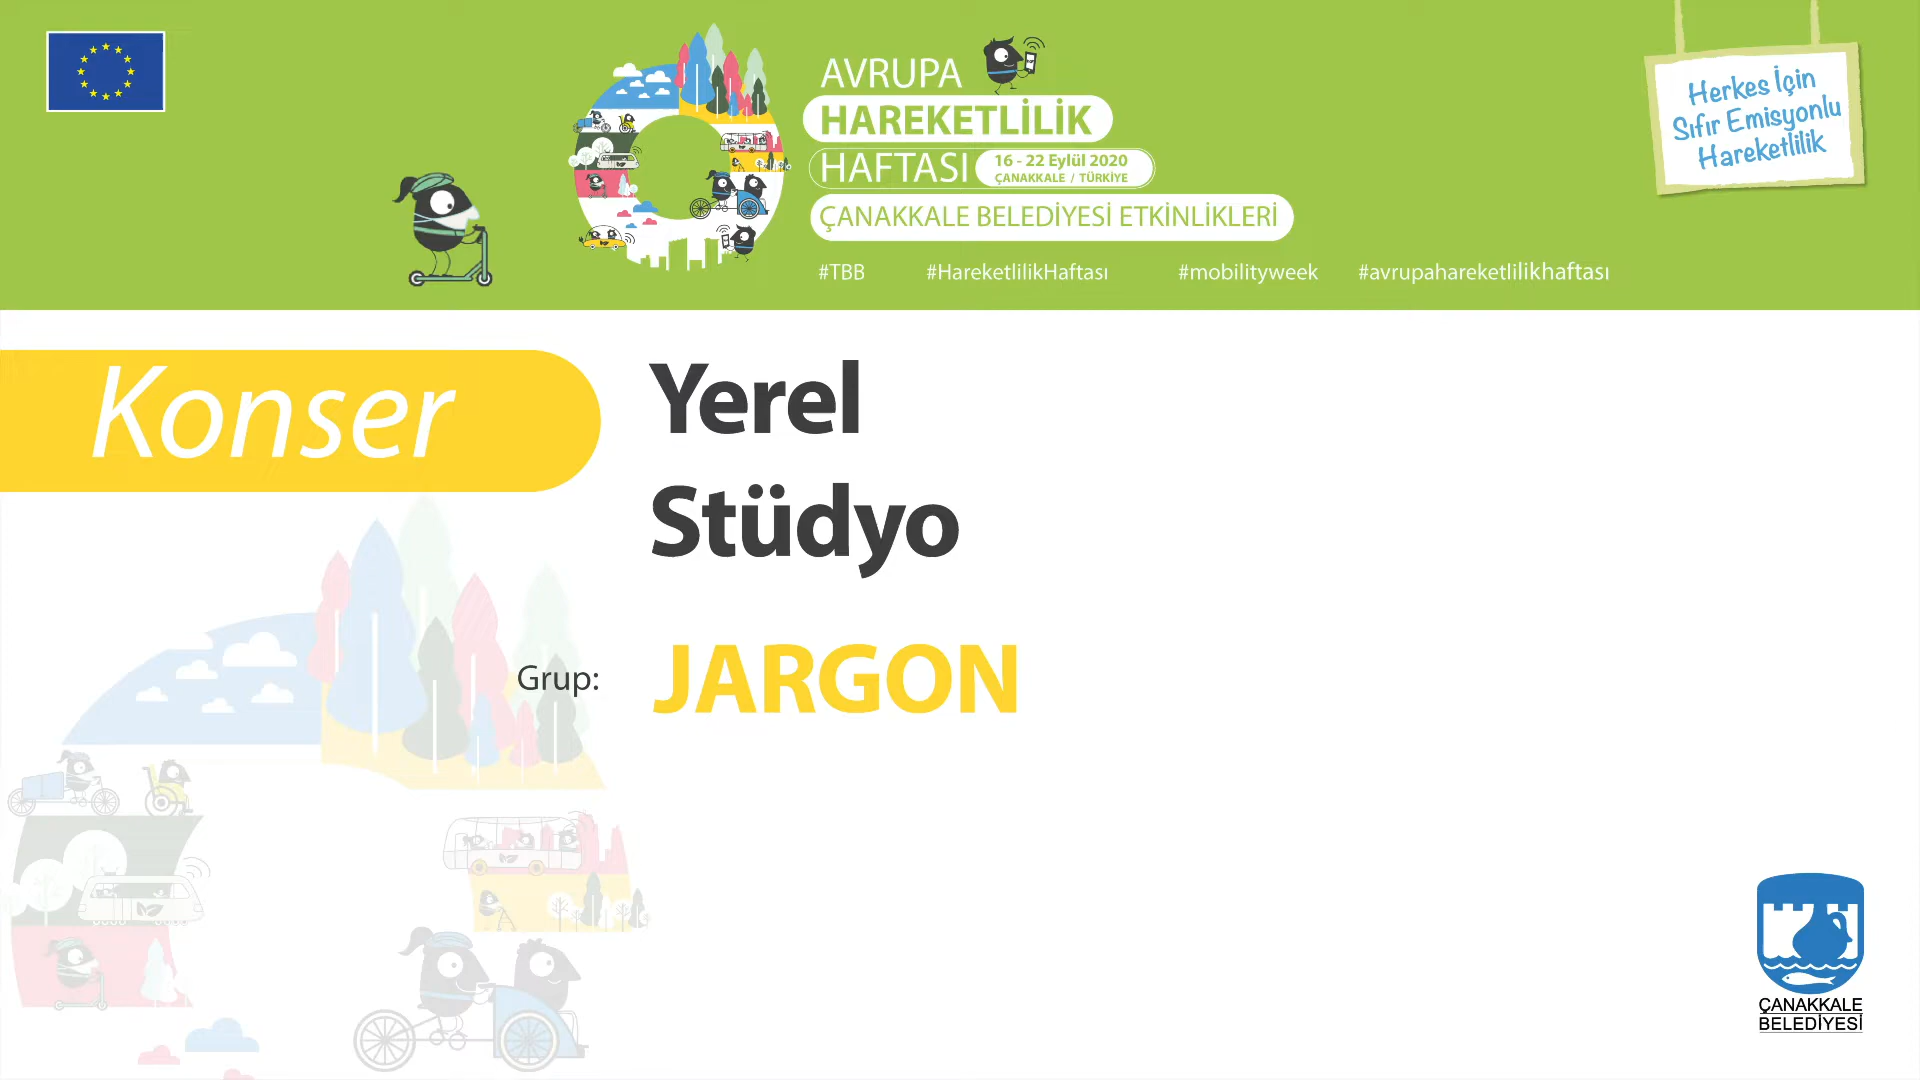 AVRUPA
HAREKETLİLİK
HAFTASI
16 - 22 Eylül 2020
ÇANAKKALE / TÜRKİYE
ÇANAKKALE BELEDİYESİ ETKİNLİKLERİ
#TBB #HareketlilikHaftası #mobilityweek #avrupahareketlilikhaftası
Herkes İçin
Sıfır Emisyonlu
Hareketlilik
Konser
Yerel
Stüdyo
Grup: JARGON
ÇANAKKALE
BELEDİYESİ